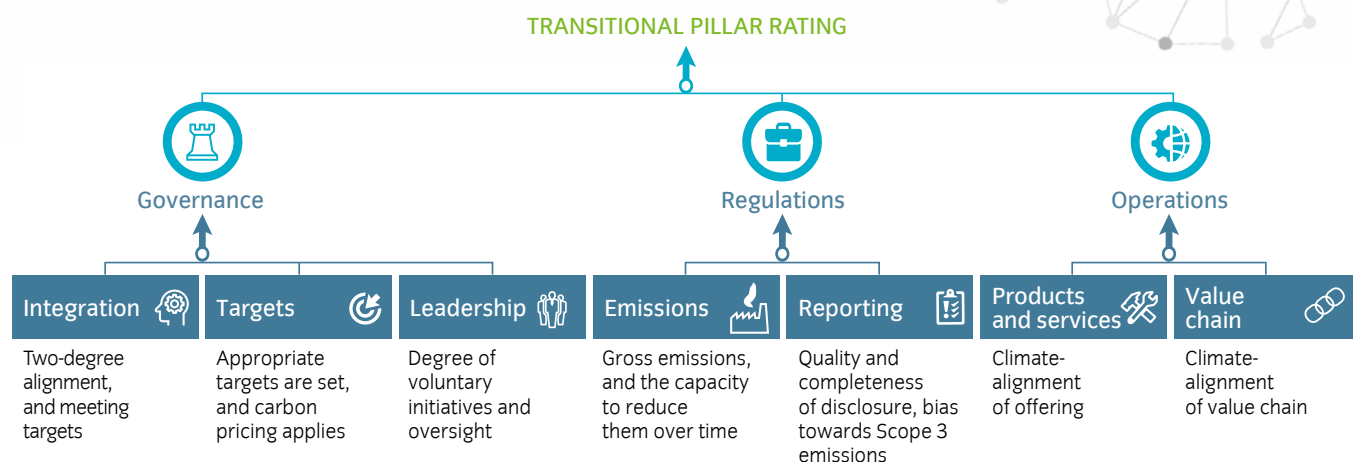 TRANSITIONAL PILLAR RATING
Governance
Regulations
Operations
Integration
Two-degree
alignment,
and meeting
targets
Targets
Appropriate
targets are set,
and carbon
pricing applies
Leadership
Degree of
voluntary
initiatives and
oversight
Emissions
Gross emissions,
and the capacity
to reduce
them over time
Reporting
Quality and
completeness
of disclosure, bias
towards Scope 3
emissions
Products
and services
Climate-
alignment
of offering
Value
chain
Climate-
alignment
of value chain